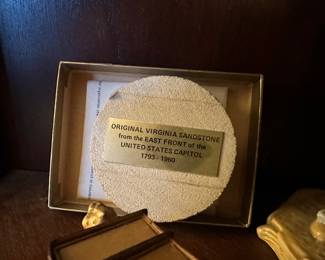 ORIGINAL VIRGINIA SANDSTONE
from the EAST FRONT of the
UNITED STATES CAPITOL
1793-1960